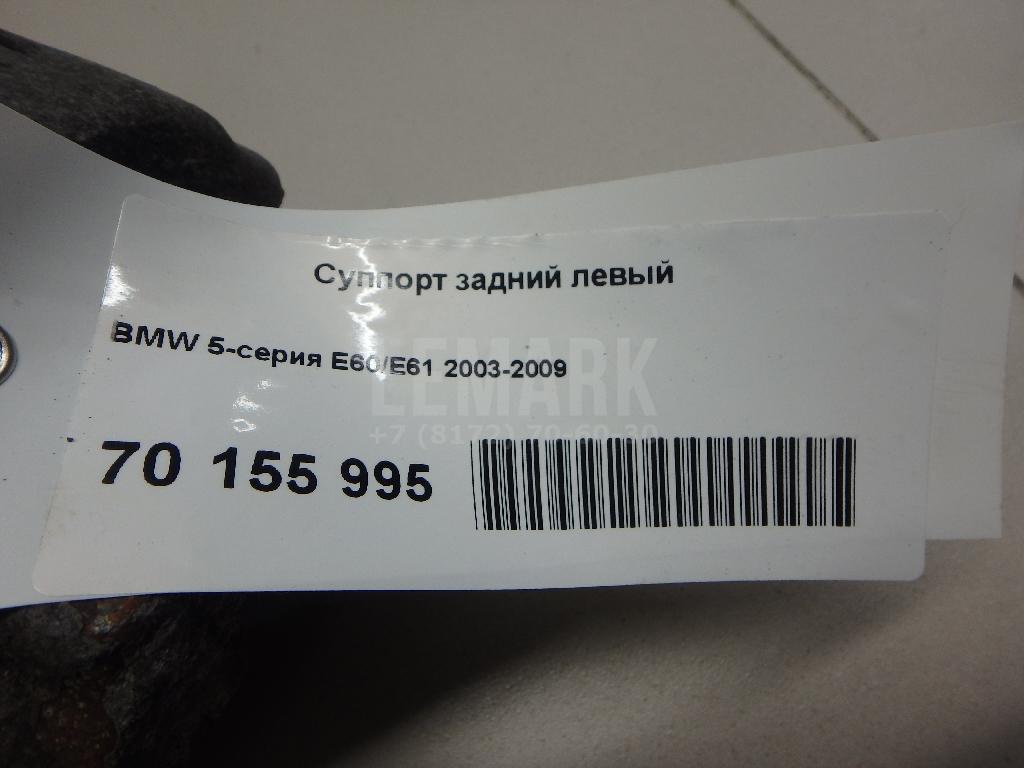 Суппорт задний левый
BMW 5-серия E60/E61 2003-2009
LEMARK
+7 (8172) 70-60-30
70 155 995